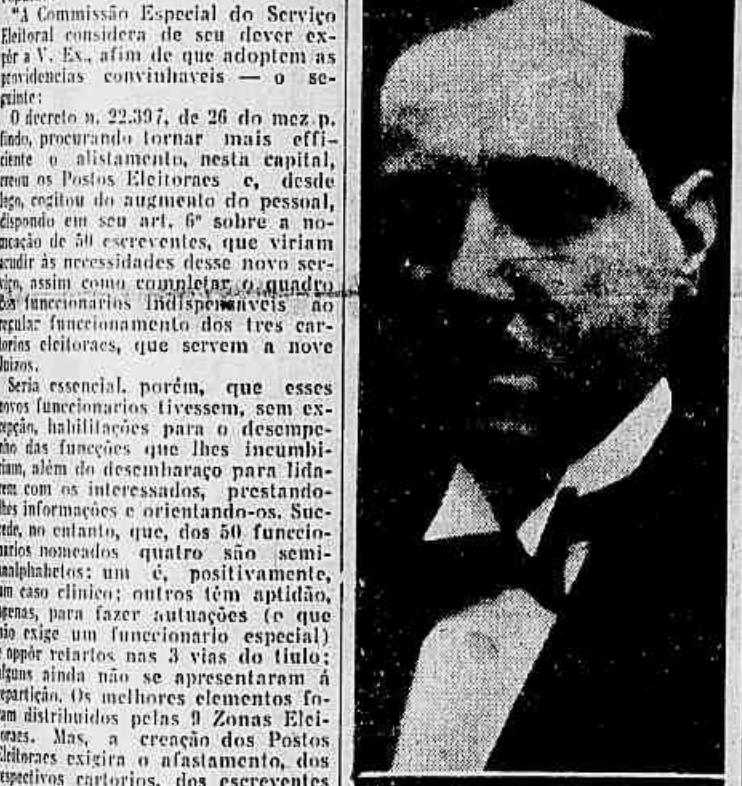 "A Commissão Especial do Serviço
Eleitoral considera de seu dever ex-
pôr a V. Ex., afim de que adoptem as
providencias convinhaveis — o se-
guinte:
O decreto n. 22.397, de 26 do mez p.
findo, procurando tornar mais effi-
ciente o alistamento, nesta capital,
creou os Postos Eleitoraes e, desde
logo, cogitou do augmento do pessoal,
dispondo em seu art. 6º sobre a no-
meação de 50 escreventes, que viriam
acudir ás necessidades desse novo ser-
viço, assim como completar o quadro
dos funccionarios indispensaveis ao
regular funccionamento dos tres car-
torios eleitoraes, que servem a nove
Juizos.
Seria essencial, porém, que esses
novos funccionarios tivessem, sem ex-
cepção, habilitações para o desempe-
nho das funcções que lhes incumbi-
riam, além do desembaraço para lida-
rem com os interessados, prestando-
lhes informações e orientando-os. Suc-
cede, no entanto, que, dos 50 funccio-
narios nomeados quatro são semi-
analphabetos; um é, positivamente,
um caso clinico; outros têm aptidão,
apenas, para fazer autuações (o que
não exige um funccionario especial)
e appôr retartos nas 3 vias do titulo;
alguns ainda não se apresentaram á
repartição. Os melhores elementos fo-
ram distribuidos pelas 9 Zonas Elei-
toraes. Mas, a creação dos Postos
Eleitoraes exigira o afastamento, dos
respectivos cartorios, dos escreventes